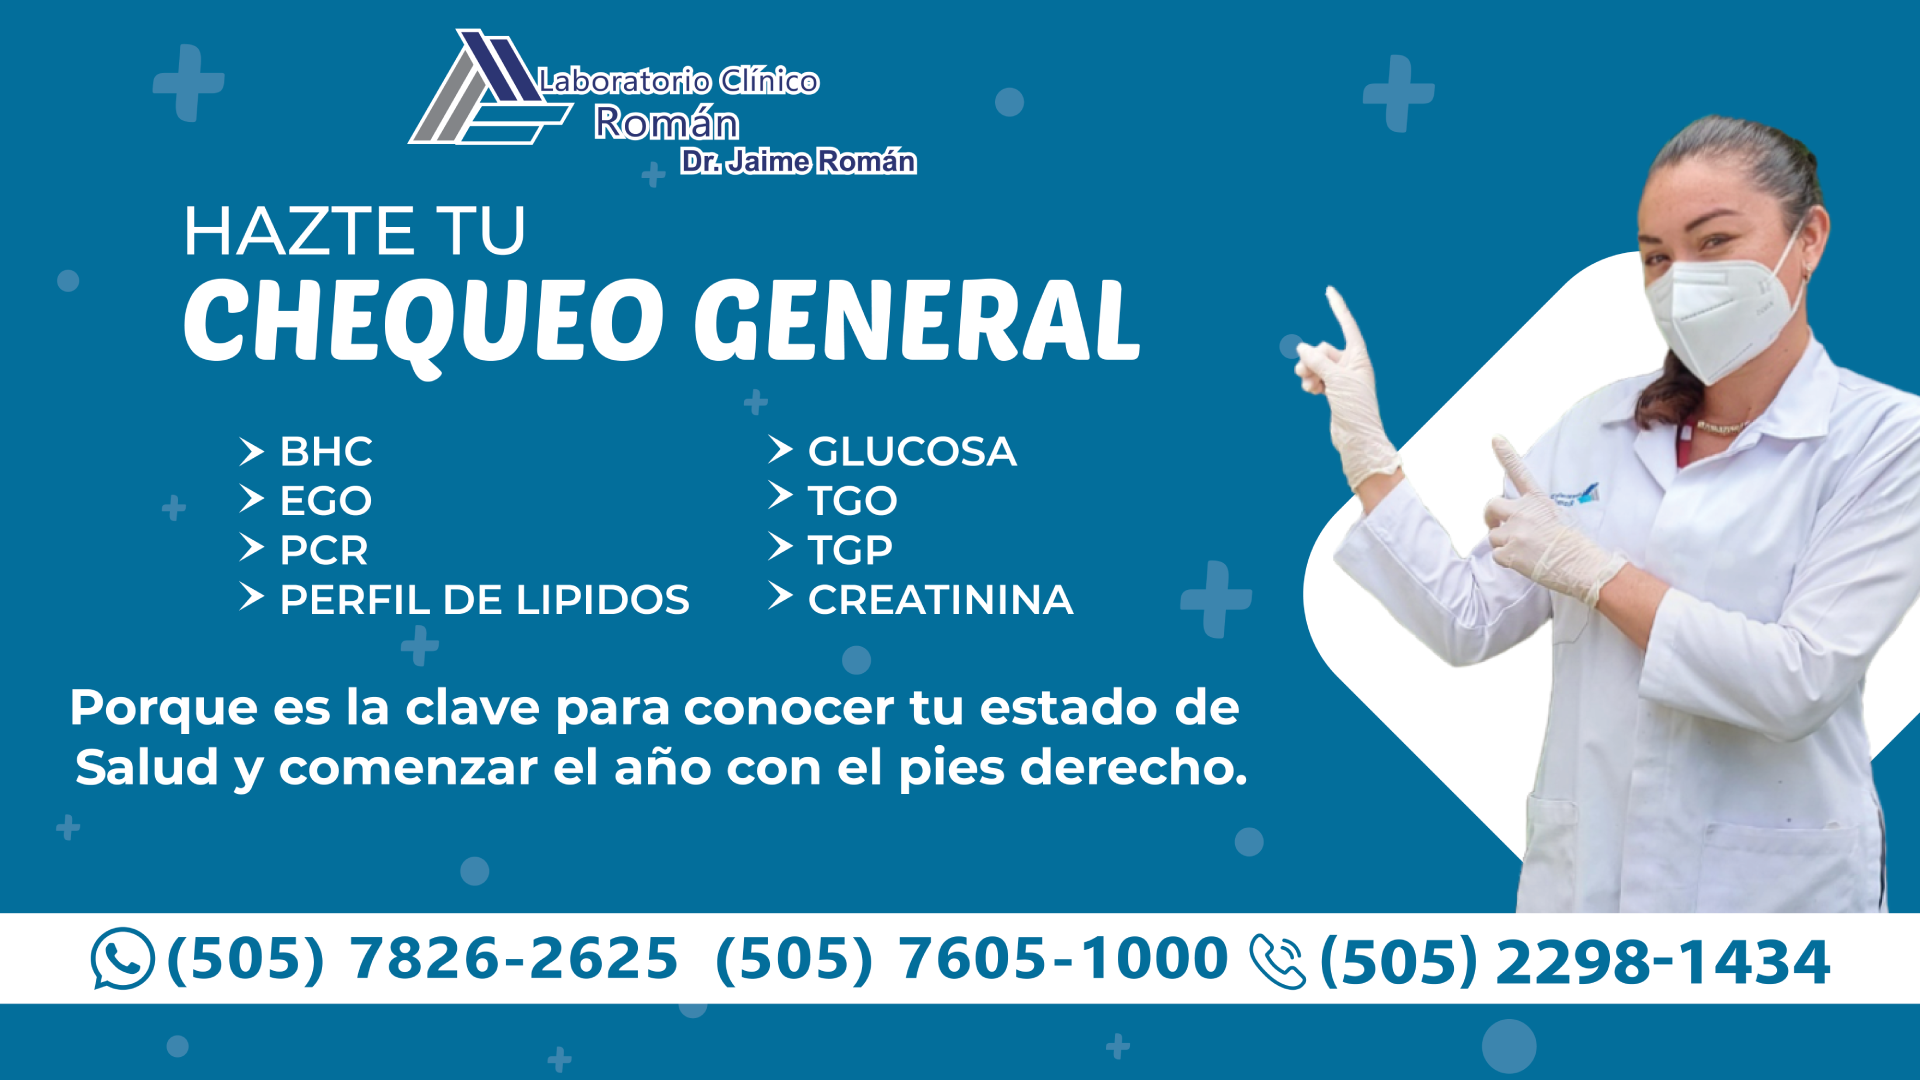 Laboratorio Clínico
Román
Dr. Jaime Román
HAZTE TU
CHEQUEO GENERAL
BHC
EGO
PCR
PERFIL DE LIPIDOS
GLUCOSA
TGO
TGP
CREATININA
Porque es la clave para conocer tu estado de
Salud y comenzar el año con el pies derecho.
(505) 7826-2625 (505) 7605-1000 (505) 2298-1434